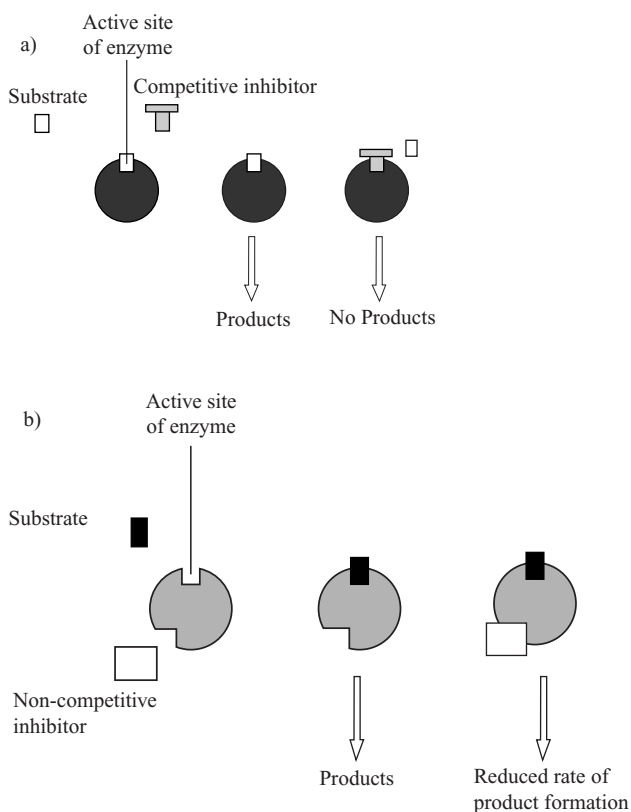 a)
Active site
of enzyme
Substrate
Competitive inhibitor
Products
No Products
b)
Active site
of enzyme
Substrate
Non-competitive
inhibitor
Products
Reduced rate of
product formation